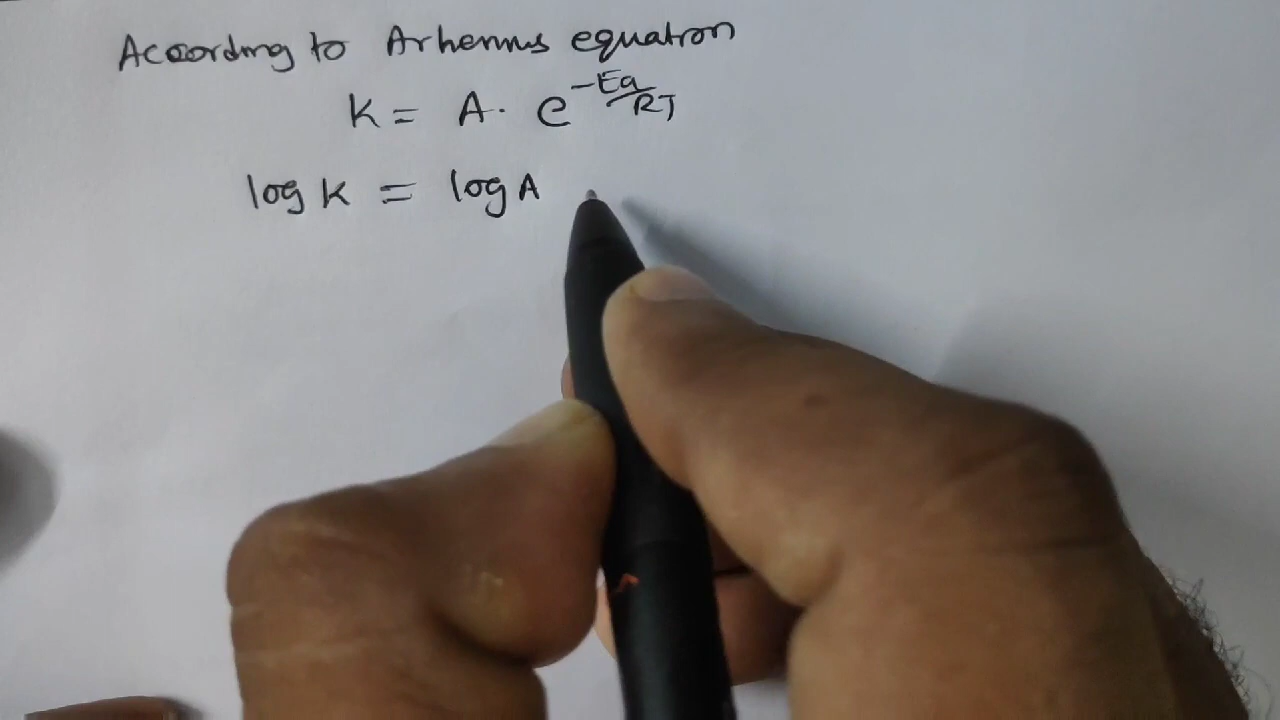 According to Arhenius equation
K = A. e^-Ea/RT
log K = log A